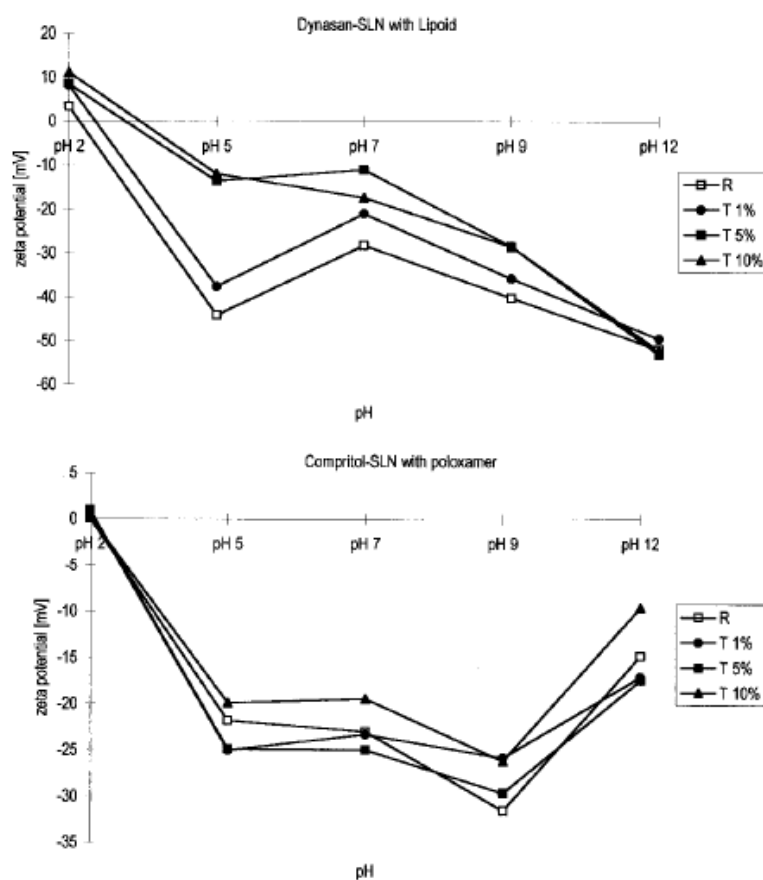 Dynasan-SLN with Lipoid
20
10
0
-10
-20
-30
-40
-50
-60
zeta potential [mV]
pH 2
pH 5
pH 7
pH 9
pH 12
pH
R
T 1%
T 5%
T 10%
Compritol-SLN with poloxamer
5
0
-5
-10
-15
-20
-25
-30
-35
zeta potential [mV]
pH 2
pH 5
pH 7
pH 9
pH 12
pH
R
T 1%
T 5%
T 10%